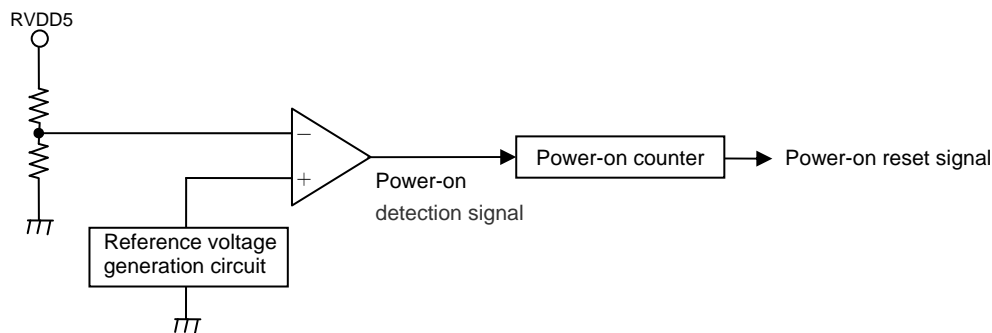 RVDD5
−
+
Power-on
detection signal
Power-on counter
Power-on reset signal
Reference voltage
generation circuit